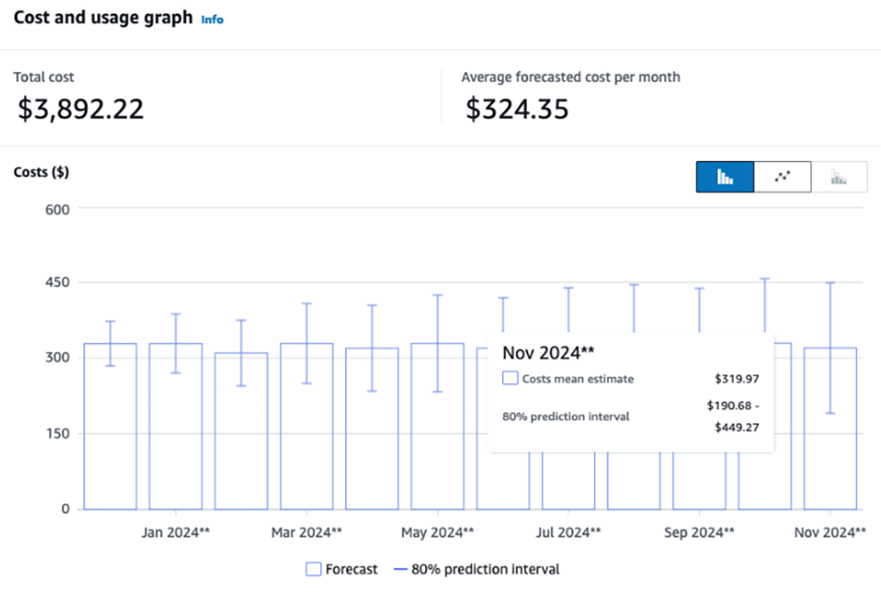 Cost and usage graph Info
Total cost
$3,892.22
Average forecasted cost per month
$324.35
Costs ($)
600
450
300
150
0
Nov 2024**
Costs mean estimate $319.97
80% prediction interval $190.68 -
$449.27
Jan 2024** Mar 2024** May 2024** Jul 2024** Sep 2024** Nov 2024**
Forecast 80% prediction interval